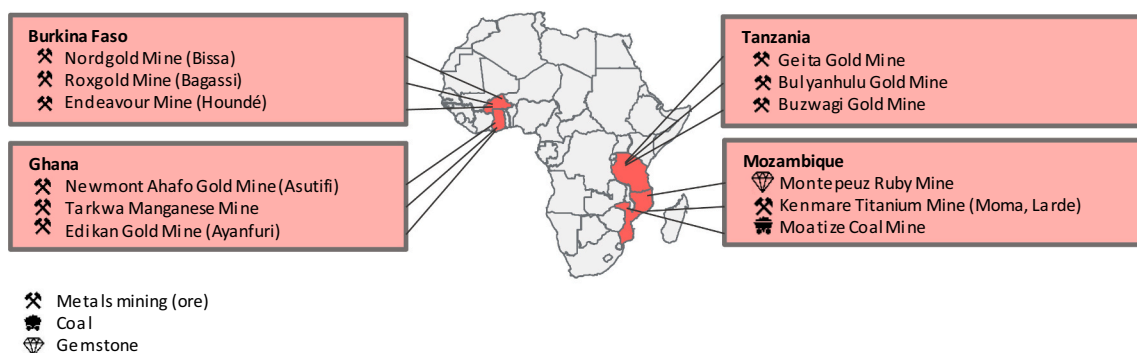 Burkina Faso
Nordgold Mine (Bissa)
Roxgold Mine (Bagassi)
Endeavour Mine (Houndé)
Ghana
Newmont Ahafo Gold Mine (Asutifi)
Tarkwa Manganese Mine
Edikan Gold Mine (Ayanfuri)
Tanzania
Geita Gold Mine
Bulyanhulu Gold Mine
Buzwagi Gold Mine
Mozambique
Montepeuz Ruby Mine
Kenmare Titanium Mine (Moma, Larde)
Moatize Coal Mine
Metals mining (ore)
Coal
Gemstone